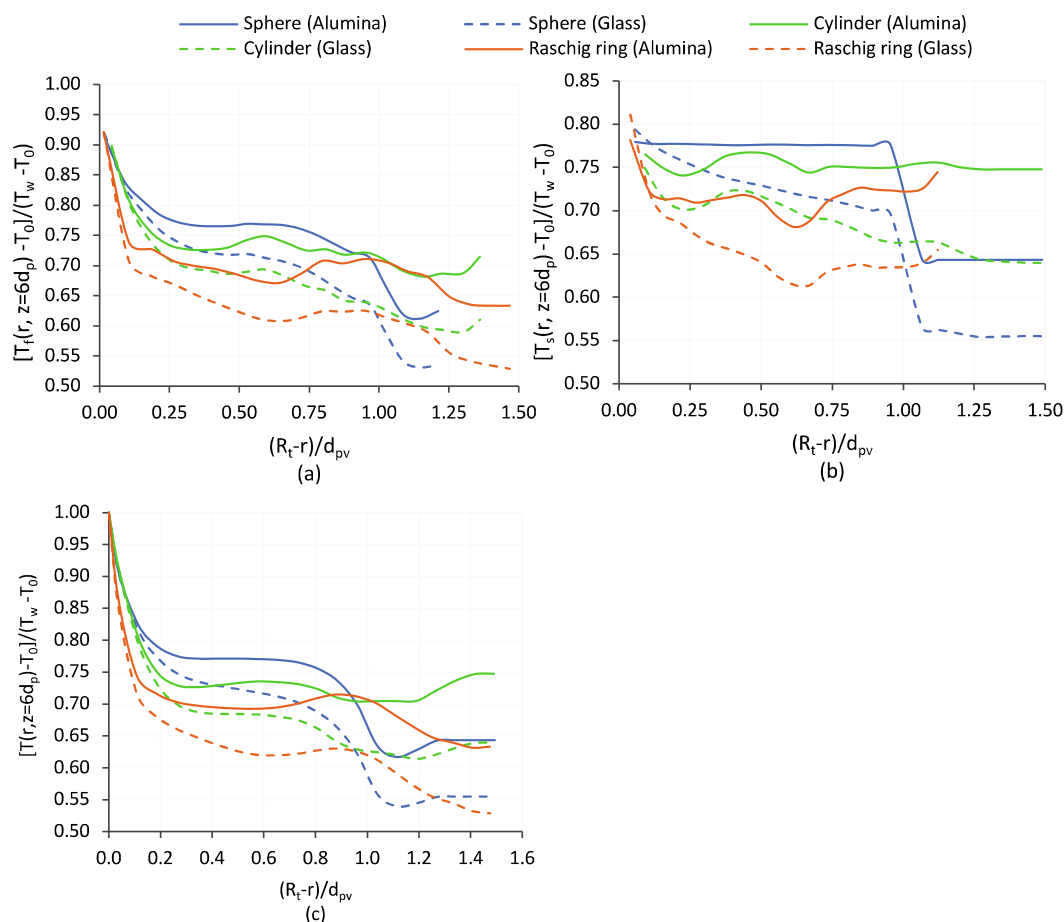 Sphere (Alumina) Sphere (Glass) Cylinder (Alumina)
Cylinder (Glass) Raschig ring (Alumina) Raschig ring (Glass)
[T_f(r, z=6d_p) -T_0]/(T_w -T_0)
1.00
0.95
0.90
0.85
0.80
0.75
0.70
0.65
0.60
0.55
0.50
0.00 0.25 0.50 0.75 1.00 1.25 1.50
(R_t-r)/d_pv
(a)
[T_s(r, z=6d_p) -T_0]/(T_w -T_0)
0.85
0.80
0.75
0.70
0.65
0.60
0.55
0.50
0.00 0.25 0.50 0.75 1.00 1.25 1.50
(R_t-r)/d_pv
(b)
[T(r,z=6d_p)-T_0]/(T_w -T_0)
1.00
0.95
0.90
0.85
0.80
0.75
0.70
0.65
0.60
0.55
0.50
0.0 0.2 0.4 0.6 0.8 1.0 1.2 1.4 1.6
(R_t-r)/d_pv
(c)